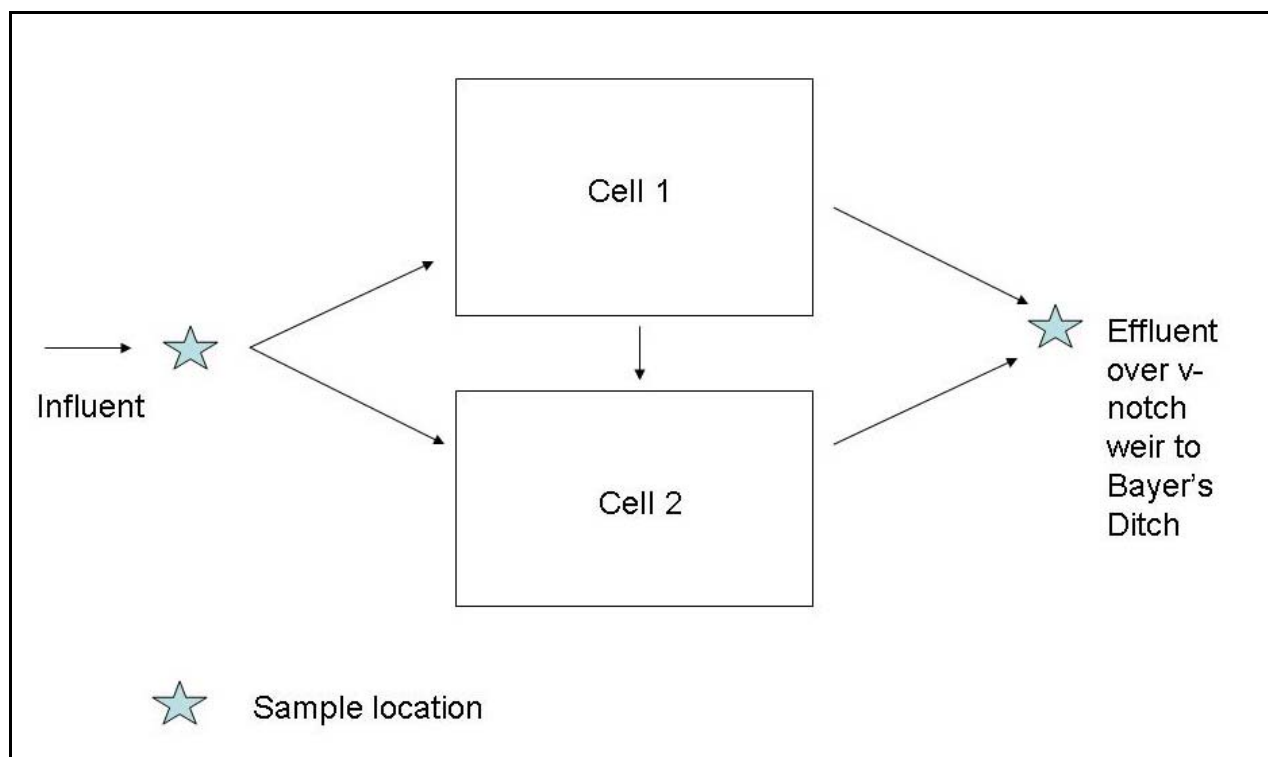 Cell 1
Influent
Effluent
over v-
notch
weir to
Bayer's
Ditch
Cell 2
Sample location